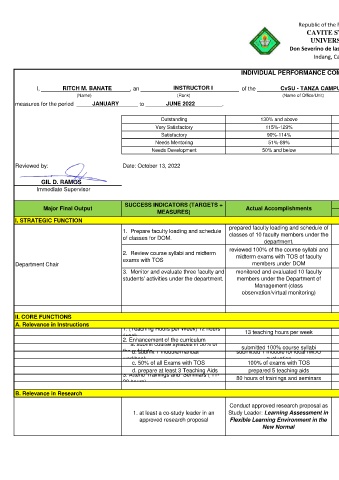 Republic of the
CAVITE S
UNIVERS
Don Severino de las
Indang, Ca
INDIVIDUAL PERFORMANCE COM
I, RITCH M. BANATE, an INSTRUCTOR I of the CvSU - TANZA CAMPU
(Name) (Rank) (Name of Office/Unit)
measures for the period JANUARY to JUNE 2022.
Outstanding 130% and above
Very Satisfactory 115%-129%
Satisfactory 90%-114%
Needs Mentoring 51%-89%
Needs Development 50% and below
Reviewed by: Date: October 13, 2022
GIL D. RAMOS
Immediate Supervisor
Major Final Output SUCCESS INDICATORS (TARGETS + MEASURES) Actual Accomplishments
I. STRATEGIC FUNCTION
Department Chair
1. Prepare faculty loading and schedule of classes for DOM.
prepared faculty loading and schedule of classes of 10 faculty members under the department.
2. Review course syllabi and midterm exams with TOS
reviewed 100% of the course syllabi and midterm exams with TOS of faculty members under DOM
3. Mentor and evaluate three faculty and students' activities under the department.
monitored and evaluated 10 faculty members under the Department of Management (class observation/virtual monitoring)
II. CORE FUNCTIONS
A. Relevance in Instructions
1. (Teaching Hours per Week) 12 hours
13 teaching hours per week
2. Enhancement of the curriculum
submitted 100% course syllabi
c. 50% of all Exams with TOS 100% of exams with TOS
d. prepare at least 3 Teaching Aids prepared 5 teaching aids
80 hours of trainings and seminars
B. Relevance in Research
1. at least a co-study leader in an approved research proposal
Conduct approved research proposal as Study Leader: Learning Assessment in Flexible Learning Environment in the New Normal